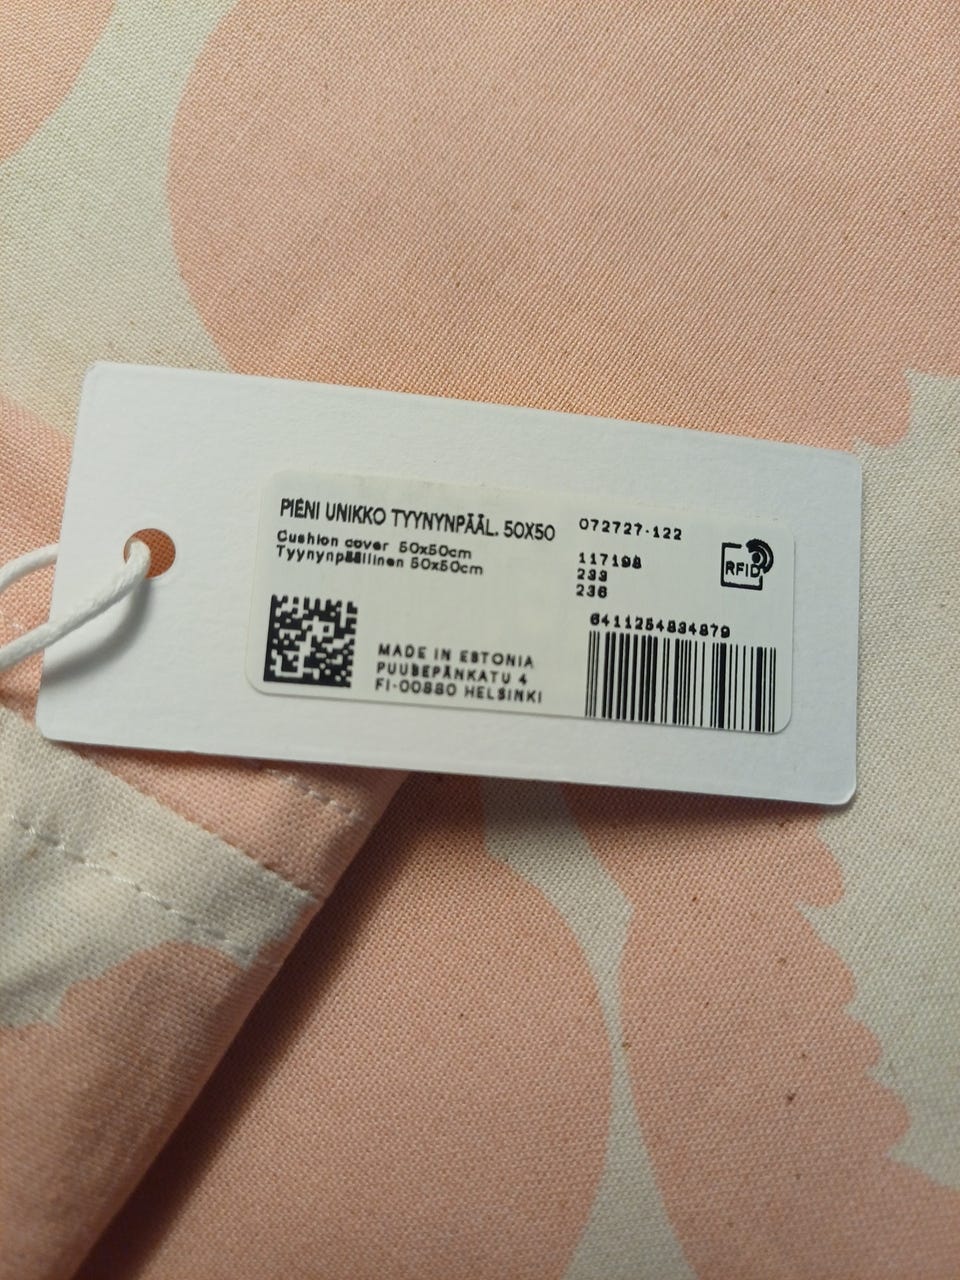 PIENI UNIKKO TYYNYNPÄÄL. 50X50
Cushion cover 50x50cm
Tyynynpäällinen 50x50cm
MADE IN ESTONIA
PUUSEPÄNKATU 4
FI-00880 HELSINKI
072727-122
117198
233
236
RFID
6411254834879